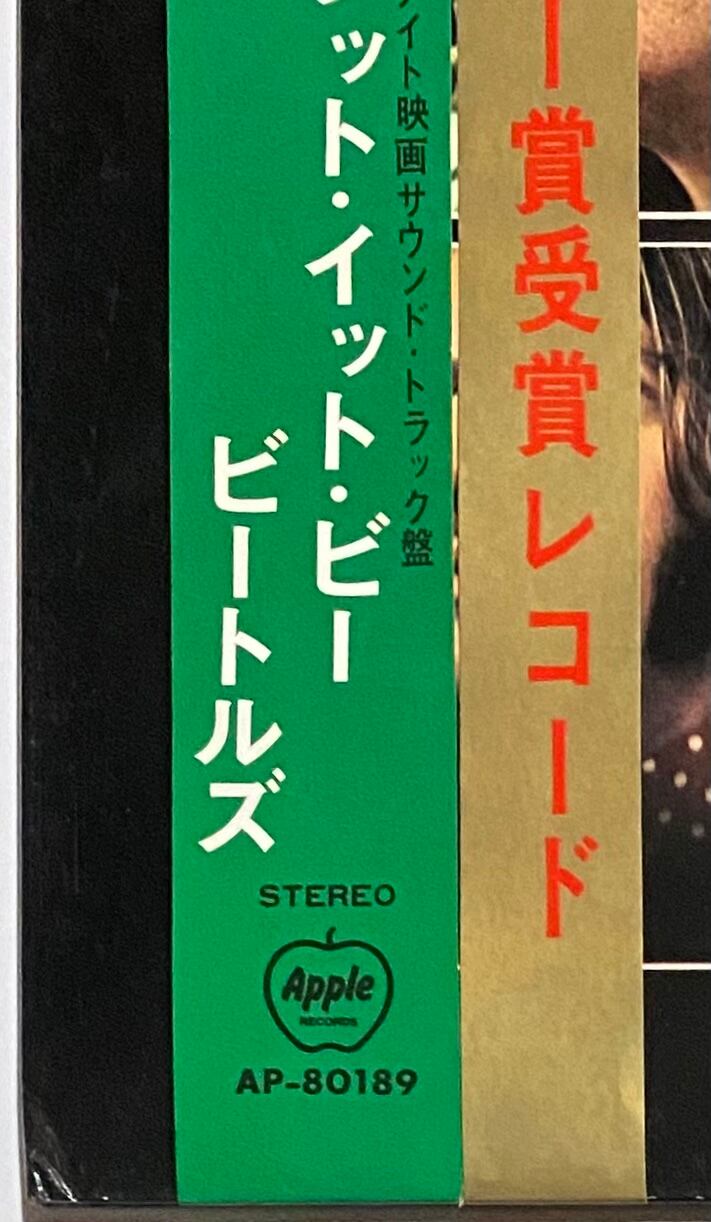 ー賞受賞レコード
イト映画サウンド・トラック盤
ット・イット・ビー
ビートルズ
STEREO
Apple
RECORDS
AP-80189